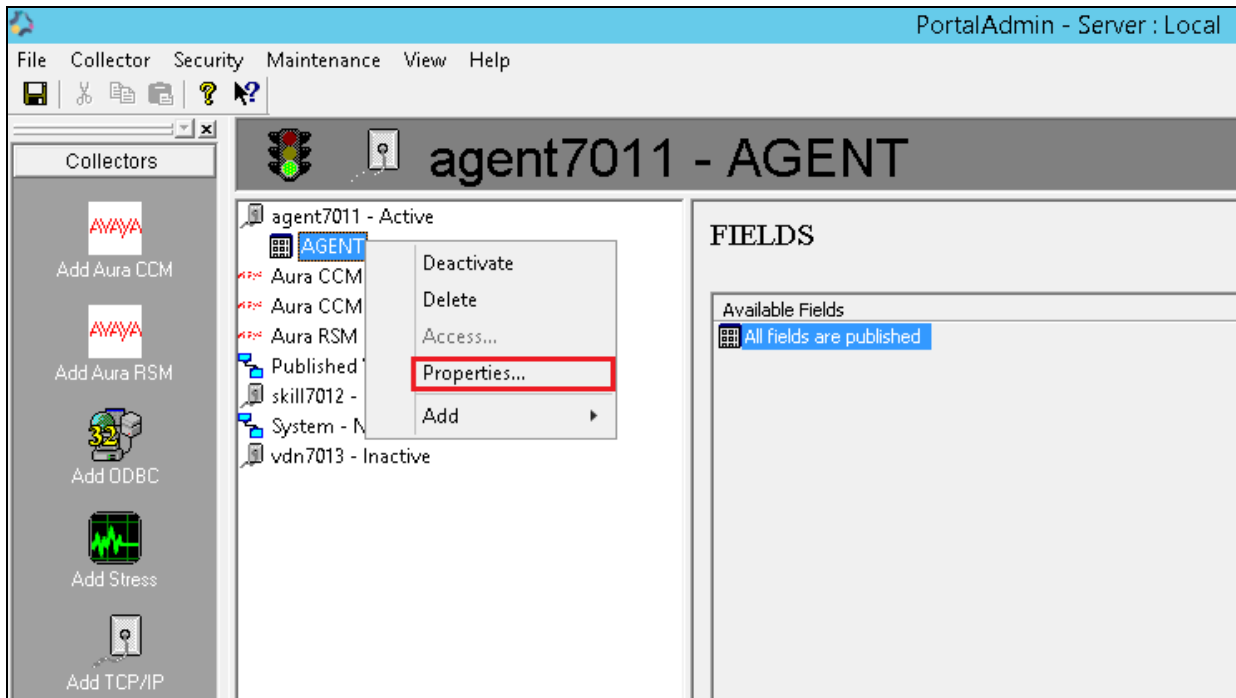 PortalAdmin - Server : Local
File Collector Security Maintenance View Help
Collectors
AVAYA
Add Aura CCM
AVAYA
Add Aura RSM
32
Add ODBC
Add Stress
Add TCP/IP
agent7011 - AGENT
agent7011 - Active
AGENT
Aura CCM
Aura CCM
Aura RSM
Published
skill7012 -
System - N
vdn7013 - Inactive
Deactivate
Delete
Access...
Properties...
Add
FIELDS
Available Fields
All fields are published